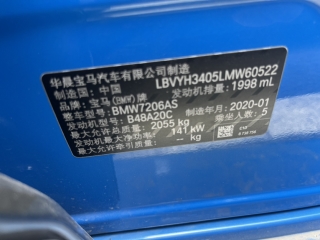 华晨宝马汽车有限公司制造 LBVYH3405LMW60522
制造国: 中国 发动机排量: 1998 mL
品牌: 宝马(BMW)牌
整车型号: BMW7206AS 制造年月: 2020-01
发动机型号: B48A20C 乘坐人数: 5
最大允许总质量: 2055 kg
发动机最大净功率: 141 kW
最大允许牵引质量: -- kg